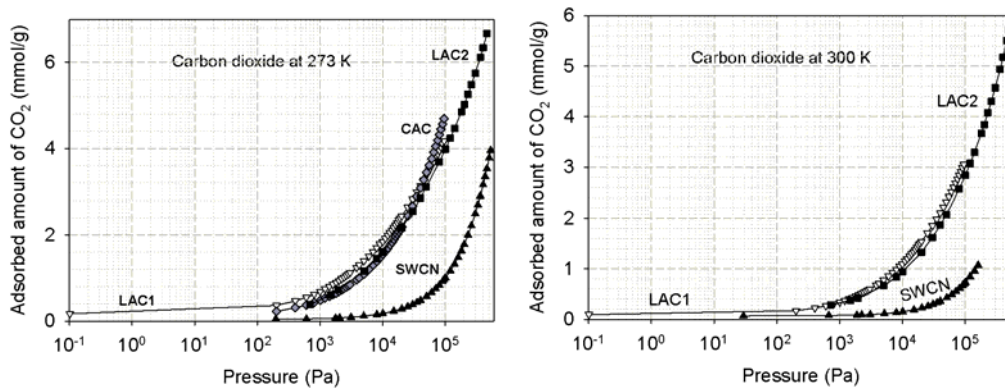 Adsorbed amount of CO₂ (mmol/g)
6
4
2
0
Carbon dioxide at 273 K
LAC2
CAC
SWCN
LAC1
10⁻¹ 10⁰ 10¹ 10² 10³ 10⁴ 10⁵
Pressure (Pa)
Adsorbed amount of CO₂ (mmol/g)
6
5
4
3
2
1
0
Carbon dioxide at 300 K
LAC2
SWCN
LAC1
10⁻¹ 10⁰ 10¹ 10² 10³ 10⁴ 10⁵
Pressure (Pa)